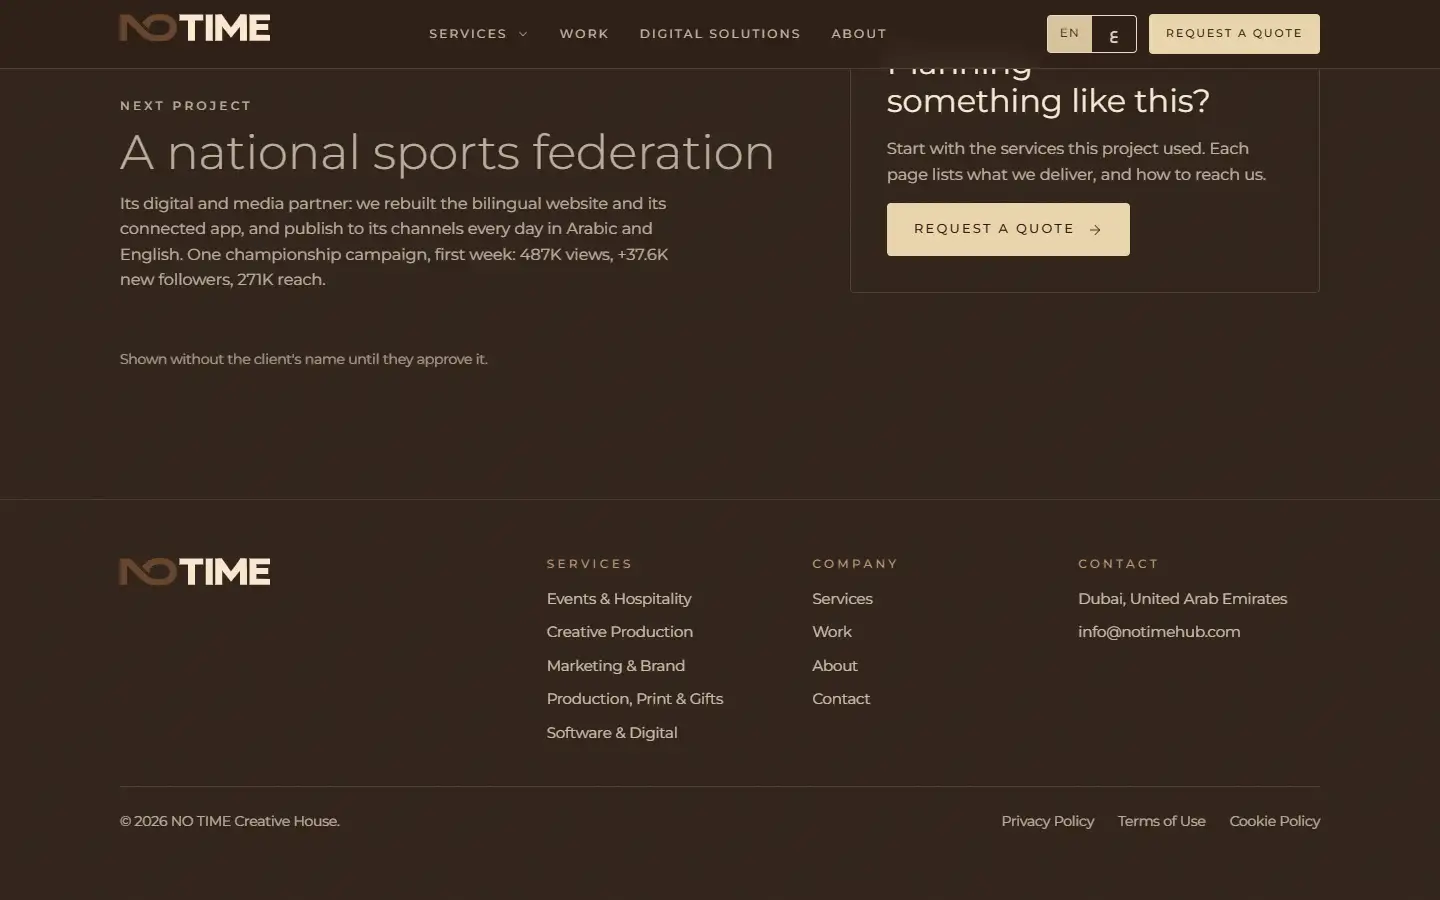 NOTIME
SERVICES
WORK
DIGITAL SOLUTIONS
ABOUT
EN
ع
REQUEST A QUOTE
NEXT PROJECT
A national sports federation
Its digital and media partner: we rebuilt the bilingual website and its
connected app, and publish to its channels every day in Arabic and
English. One championship campaign, first week: 487K views, +37.6K
new followers, 271K reach.
Shown without the client's name until they approve it.
Planning
something like this?
Start with the services this project used. Each
page lists what we deliver, and how to reach us.
REQUEST A QUOTE
NOTIME
SERVICES
Events & Hospitality
Creative Production
Marketing & Brand
Production, Print & Gifts
Software & Digital
COMPANY
Services
Work
About
Contact
CONTACT
Dubai, United Arab Emirates
info@notimehub.com
© 2026 NO TIME Creative House.
Privacy Policy
Terms of Use
Cookie Policy